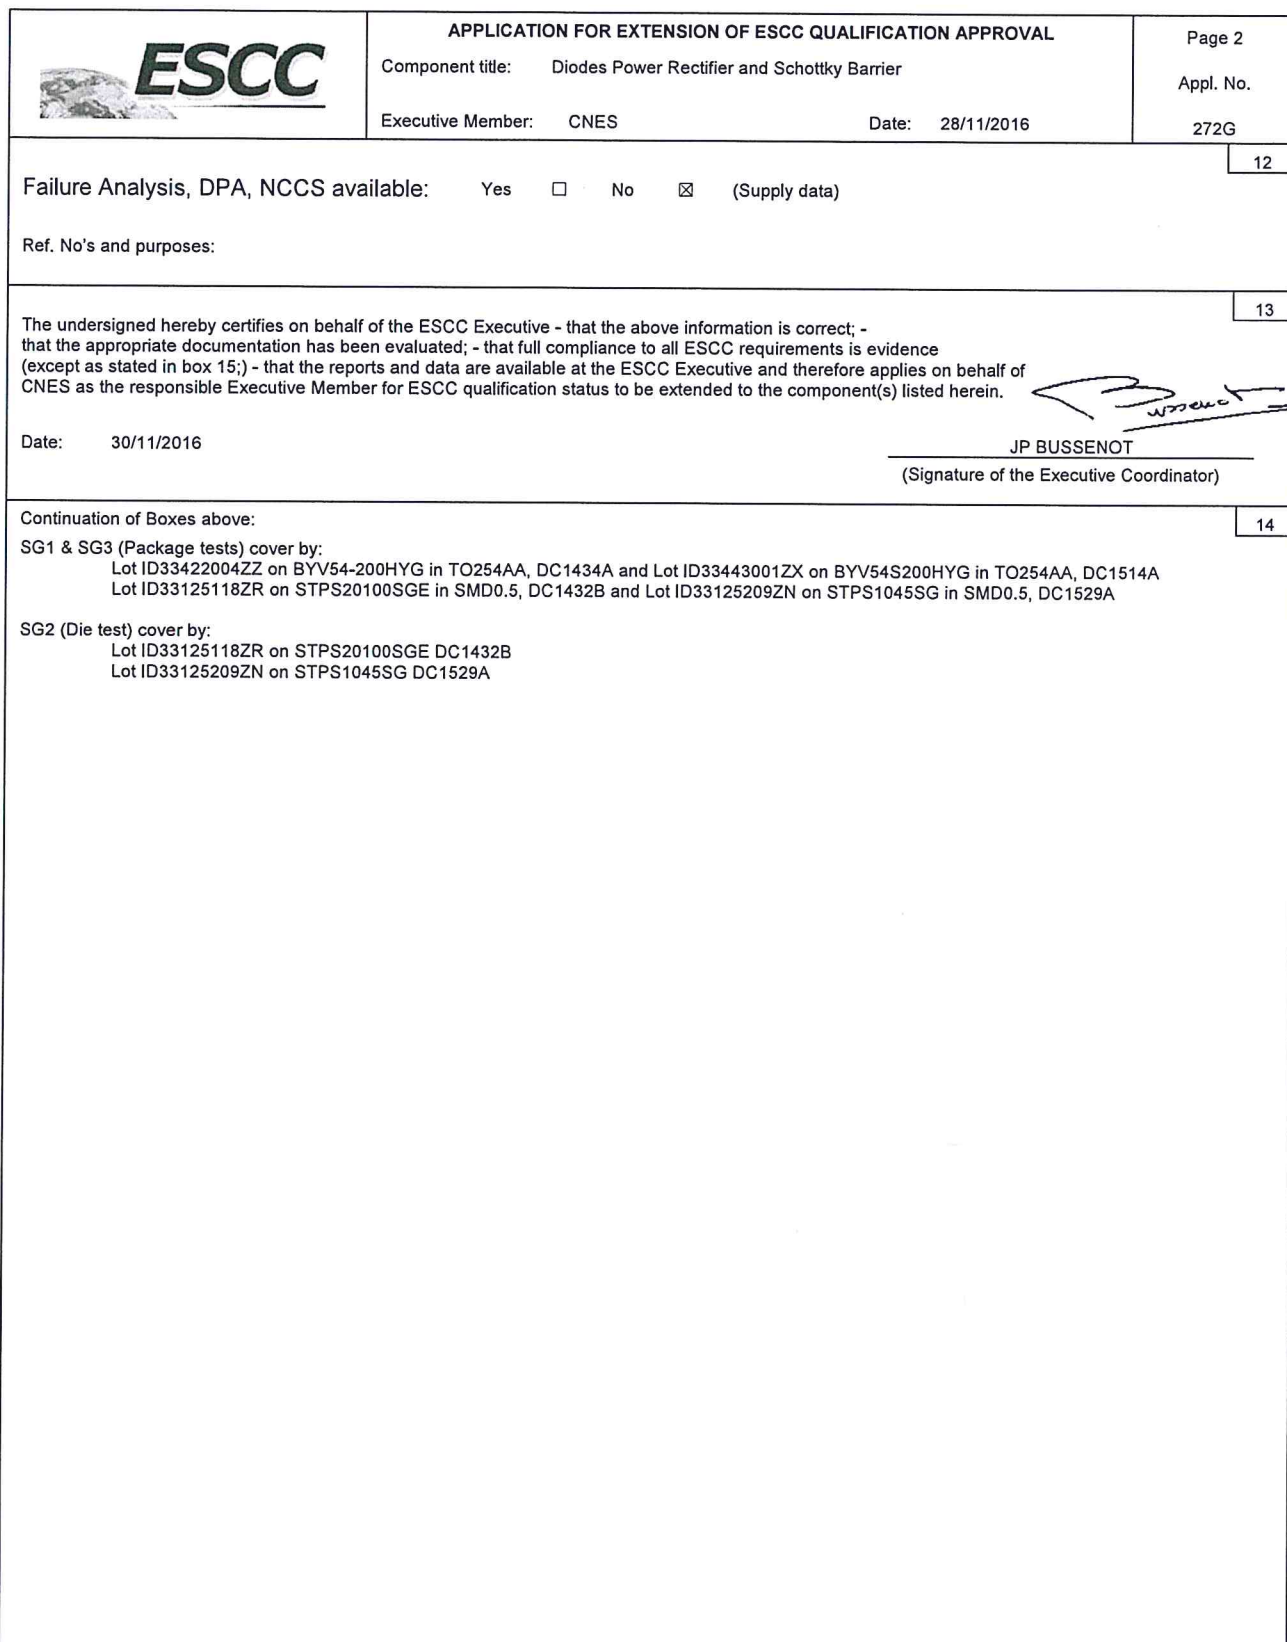 ESCC
APPLICATION FOR EXTENSION OF ESCC QUALIFICATION APPROVAL
Component title: Diodes Power Rectifier and Schottky Barrier
Executive Member: CNES Date: 28/11/2016
Page 2
Appl. No.
272G
12
Failure Analysis, DPA, NCCS available: Yes ☐ No ☒ (Supply data)
Ref. No's and purposes:
13
The undersigned hereby certifies on behalf of the ESCC Executive - that the above information is correct; -
that the appropriate documentation has been evaluated; - that full compliance to all ESCC requirements is evidence
(except as stated in box 15;) - that the reports and data are available at the ESCC Executive and therefore applies on behalf of
CNES as the responsible Executive Member for ESCC qualification status to be extended to the component(s) listed herein.
Bussenot
Date: 30/11/2016
JP BUSSENOT
(Signature of the Executive Coordinator)
Continuation of Boxes above:
14
SG1 & SG3 (Package tests) cover by:
Lot ID33422004ZZ on BYV54-200HYG in TO254AA, DC1434A and Lot ID33443001ZX on BYV54S200HYG in TO254AA, DC1514A
Lot ID33125118ZR on STPS20100SGE in SMD0.5, DC1432B and Lot ID33125209ZN on STPS1045SG in SMD0.5, DC1529A
SG2 (Die test) cover by:
Lot ID33125118ZR on STPS20100SGE DC1432B
Lot ID33125209ZN on STPS1045SG DC1529A